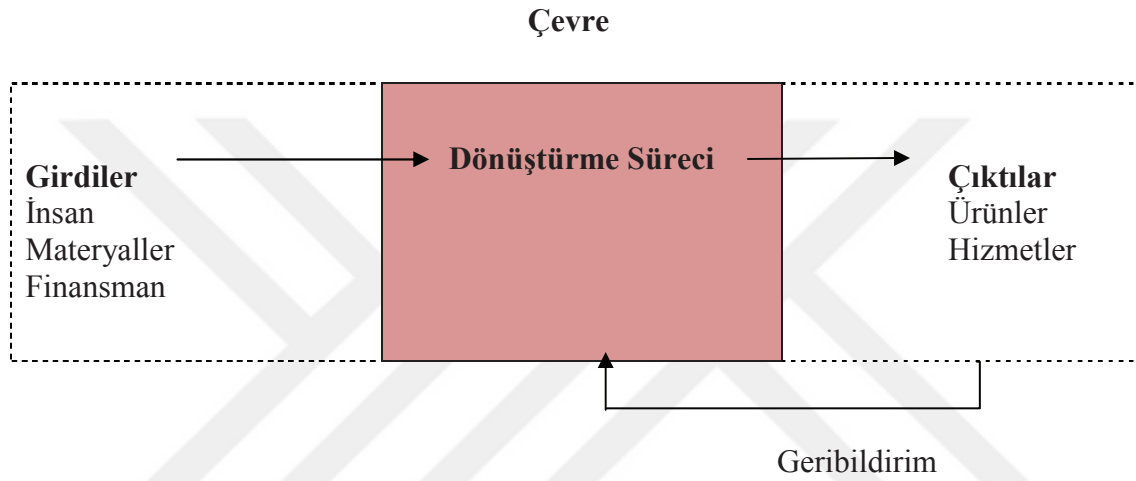 Çevre
Dönüştürme Süreci
Girdiler
İnsan
Materyaller
Finansman
Çıktılar
Ürünler
Hizmetler
Geribildirim